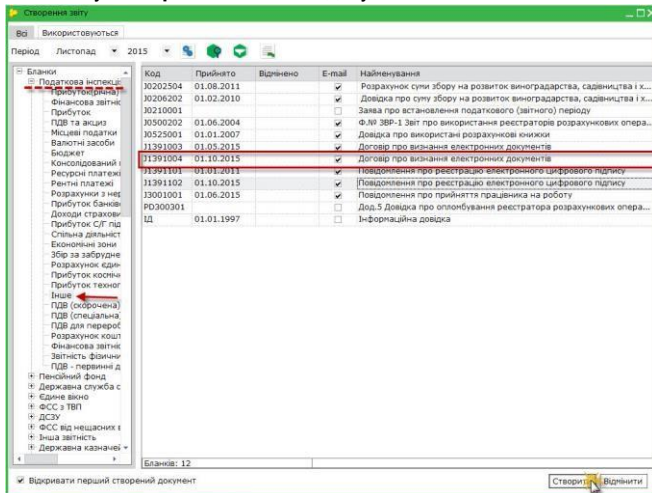 Створення звіту
Всі Використовуються
Період Листопад 2015
Бланки
Податкова інспекці
Прибуток(річна)
Фінансова звітніс
Прибуток
ПДВ та акциз
Місцеві податки
Валютні засоби
Бюджет
Консолідований
Ресурсні платежі
Рентні платежі
Розрахунки з нер
Прибуток банків
Доходи страхови
Прибуток С/Г під
Спільна діяльніст
Економічні зони
Збір за забрудне
Розрахунок єдин
Прибуток космічн
Прибуток техног
Інше
ПДВ (скорочена)
ПДВ (спеціальна)
ПДВ для перероб
Розрахунок кошт
Фінансова звітніс
Звітність фізични
ПДВ - первинні д
Пенсійний фонд
Державна служба с
Єдине вікно
ФСС з ТВП
ДСЗУ
ФСС від нещасних в
Інша звітність
Державна казначей
Код Прийнято Відмінено E-mail Найменування
J0202504 01.08.2011 Розрахунок суми збору на розвиток виноградарства, садівництва і х...
J0206202 01.02.2010 Довідка про суму збору на розвиток виноградарства, садівництва і х...
J0210001 Заява про встановлення податкового (звітного) періоду
J0500202 01.06.2004 Ф.№ ЗВР-1 Звіт про використання реєстраторів розрахункових опера...
J0525001 01.01.2007 Довідка про використані розрахункові книжки
J1391003 01.05.2015 Договір про визнання електронних документів
J1391004 01.10.2015 Договір про визнання електронних документів
J1391101 01.01.2011 Повідомлення про реєстрацію електронного цифрового підпису
J1391102 01.10.2015 Повідомлення про реєстрацію електронного цифрового підпису
J3001001 01.06.2015 Повідомлення про прийняття працівника на роботу
PD300301 Дод.5 Довідка про опломбування реєстратора розрахункових опера...
ІД 01.01.1997 Інформаційна довідка
Бланків: 12
Відкривати перший створений документ
Створити Відмінити